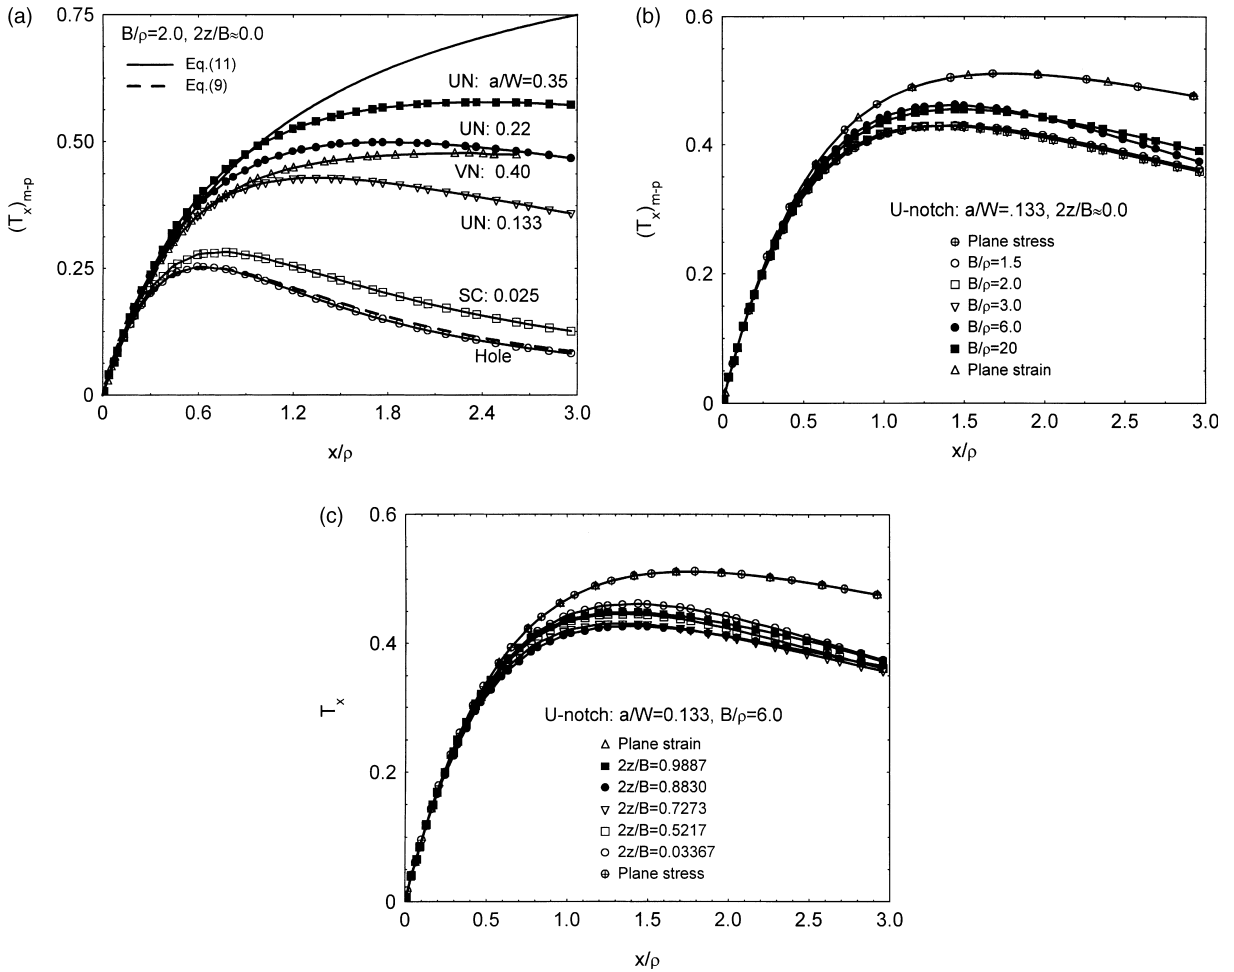 (a)
0.75
0.50
0.25
0
(Tₓ)ₘ₋ₚ
B/ρ=2.0, 2z/B≈0.0
Eq.(11)
Eq.(9)
UN: a/W=0.35
UN: 0.22
VN: 0.40
UN: 0.133
SC: 0.025
Hole
0 0.6 1.2 1.8 2.4 3.0
x/ρ
(b)
0.6
0.4
0.2
0
(Tₓ)ₘ₋ₚ
U-notch: a/W=.133, 2z/B≈0.0
Plane stress
B/ρ=1.5
B/ρ=2.0
B/ρ=3.0
B/ρ=6.0
B/ρ=20
Plane strain
0 0.5 1.0 1.5 2.0 2.5 3.0
x/ρ
(c)
0.6
0.4
0.2
0
Tₓ
U-notch: a/W=0.133, B/ρ=6.0
Plane strain
2z/B=0.9887
2z/B=0.8830
2z/B=0.7273
2z/B=0.5217
2z/B=0.03367
Plane stress
0 0.5 1.0 1.5 2.0 2.5 3.0
x/ρ